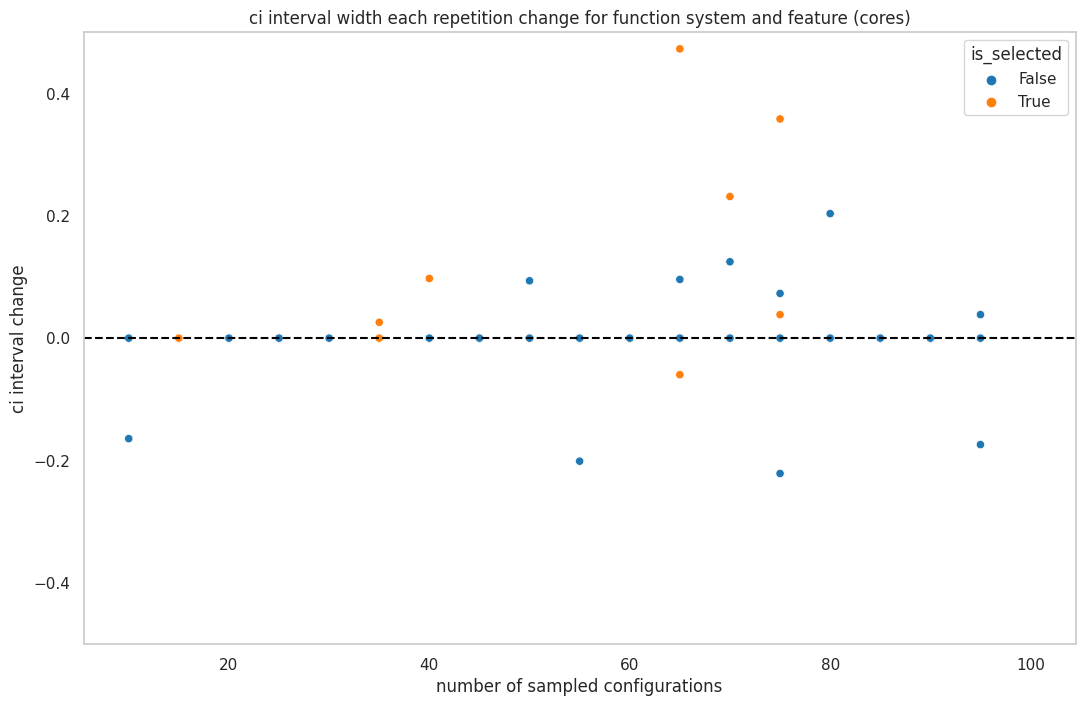 ci interval width each repetition change for function system and feature (cores)
is_selected
False
True
ci interval change
0.4
0.2
0.0
−0.2
−0.4
20
40
60
80
100
number of sampled configurations